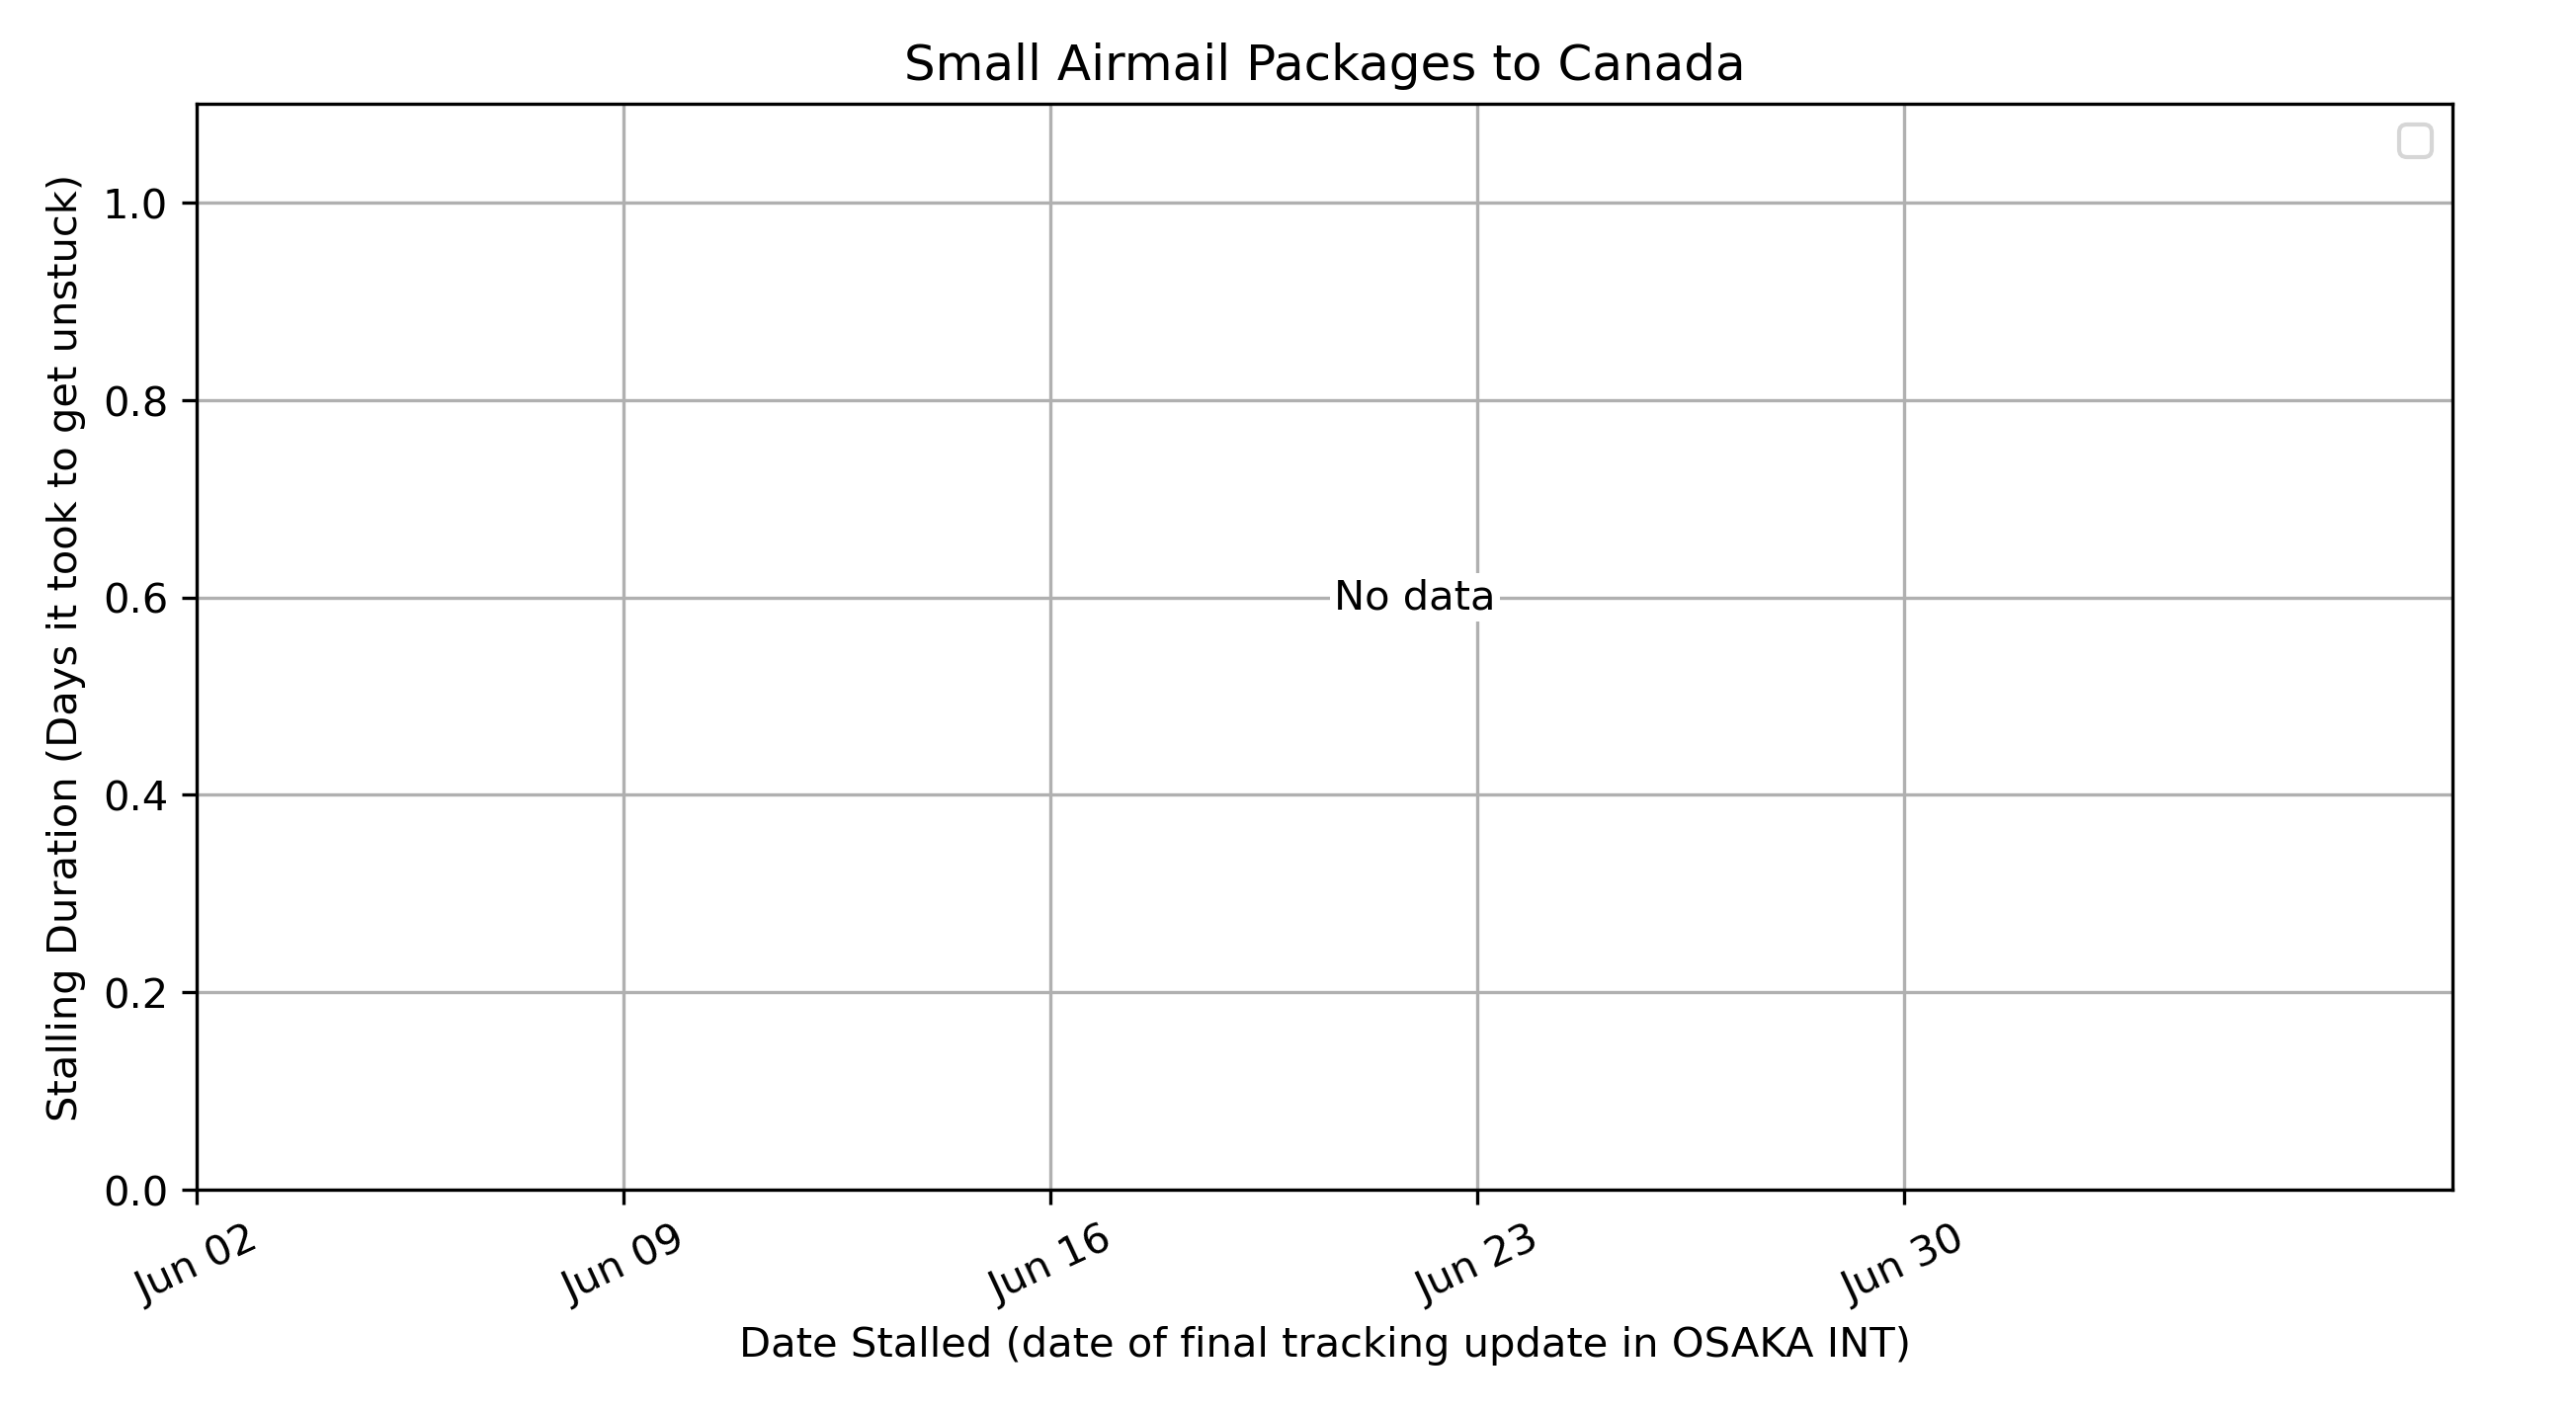 Small Airmail Packages to Canada
Stalling Duration (Days it took to get unstuck)
1.0
0.8
0.6
0.4
0.2
0.0
No data
Jun 02
Jun 09
Jun 16
Jun 23
Jun 30
Date Stalled (date of final tracking update in OSAKA INT)